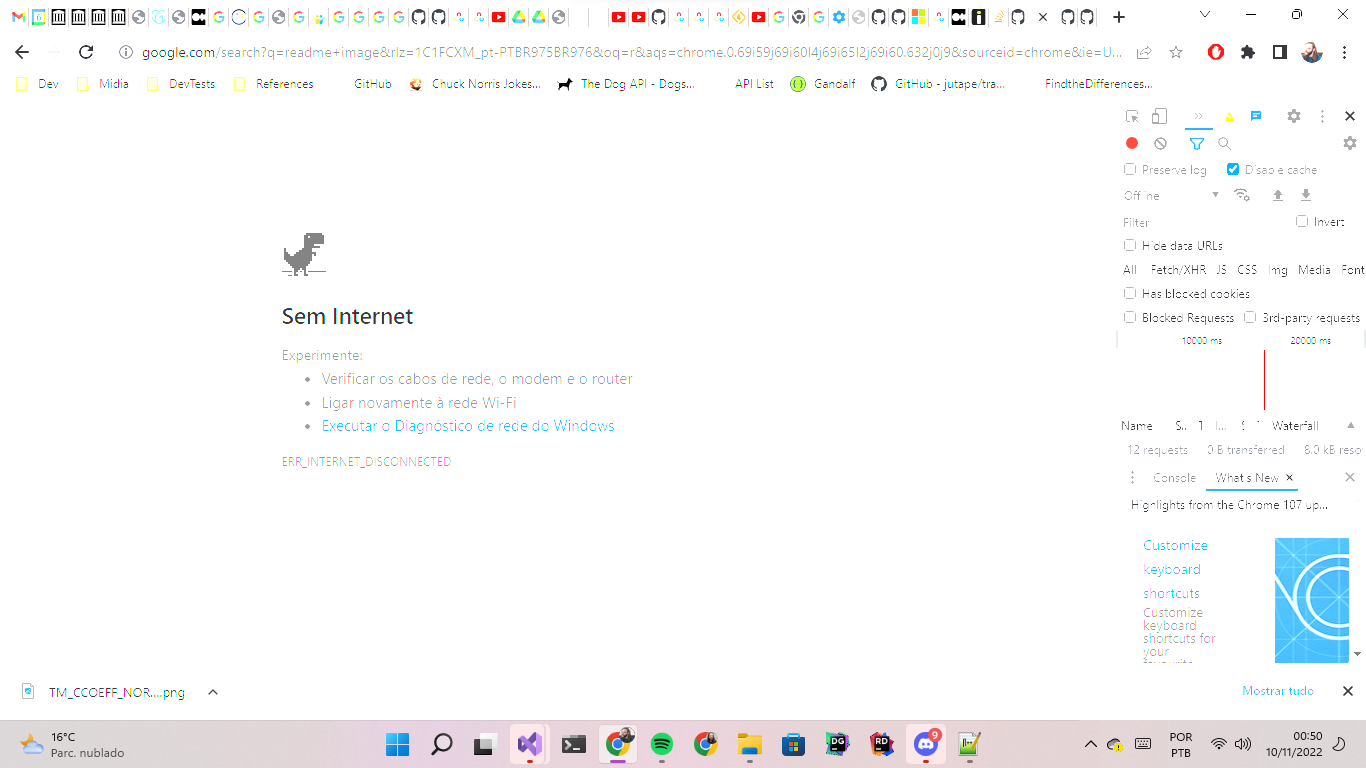 google.com/search?q=readme+image&rlz=1C1FCXM_pt-PTBR975BR976&oq=r&aqs=chrome.0.69i59j69i60l4j69i65l2j69i60.632j0j9&sourceid=chrome&ie=U...
Dev Midia DevTests References GitHub Chuck Norris Jokes... The Dog API - Dogs... API List Gandalf GitHub - jutape/tra... FindtheDifferences...
Preserve log Disable cache
Offline
Filter Invert
Hide data URLs
All Fetch/XHR JS CSS Img Media Font
Has blocked cookies
Blocked Requests 3rd-party requests
10000 ms 20000 ms
Name S.. T I... Waterfall
12 requests 0 B transferred 8.0 kB reso
Console What's New
Highlights from the Chrome 107 up...
Customize
keyboard
shortcuts
Customize
keyboard
shortcuts for
your
Sem Internet
Experimente:
Verificar os cabos de rede, o modem e o router
Ligar novamente à rede Wi-Fi
Executar o Diagnóstico de rede do Windows
ERR_INTERNET_DISCONNECTED
TM_CCOEFF_NOR....png
Mostrar tudo
16°C
Parc. nublado
DG
RD
9
POR
PTB
00:50
10/11/2022